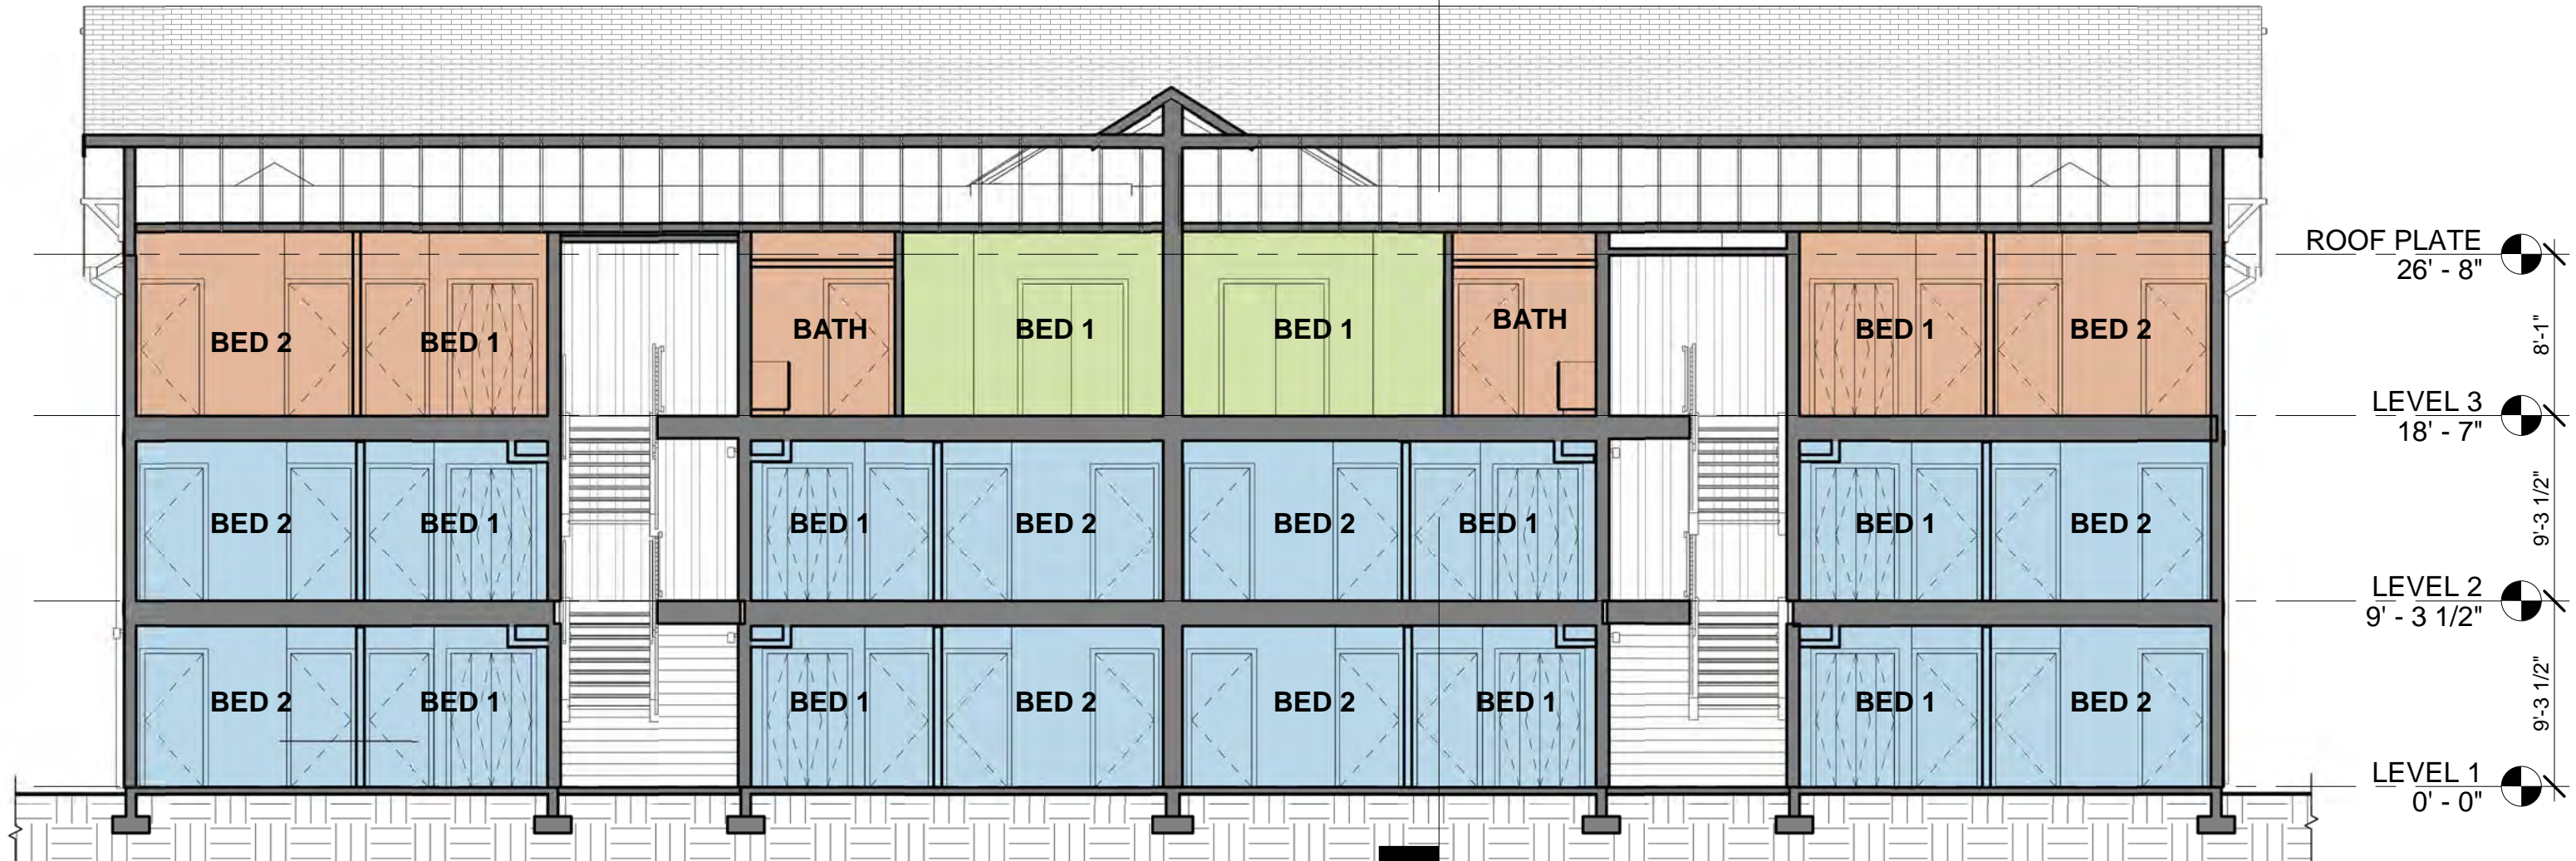 ROOF PLATE
26' - 8"
BED 2
BED 1
BATH
BED 1
BED 1
BATH
BED 1
BED 2
8'-1"
LEVEL 3
18' - 7"
BED 2
BED 1
BED 1
BED 2
BED 2
BED 1
BED 1
BED 2
9'-3 1/2"
LEVEL 2
9' - 3 1/2"
BED 2
BED 1
BED 1
BED 2
BED 2
BED 1
BED 1
BED 2
9'-3 1/2"
LEVEL 1
0' - 0"